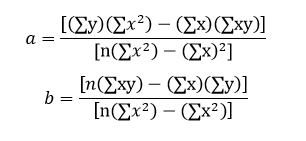 a = [(∑y)(∑x²) − (∑x)(∑xy)] / [n(∑x²) − (∑x)²]
b = [n(∑xy) − (∑x)(∑y)] / [n(∑x²) − (∑x²)]